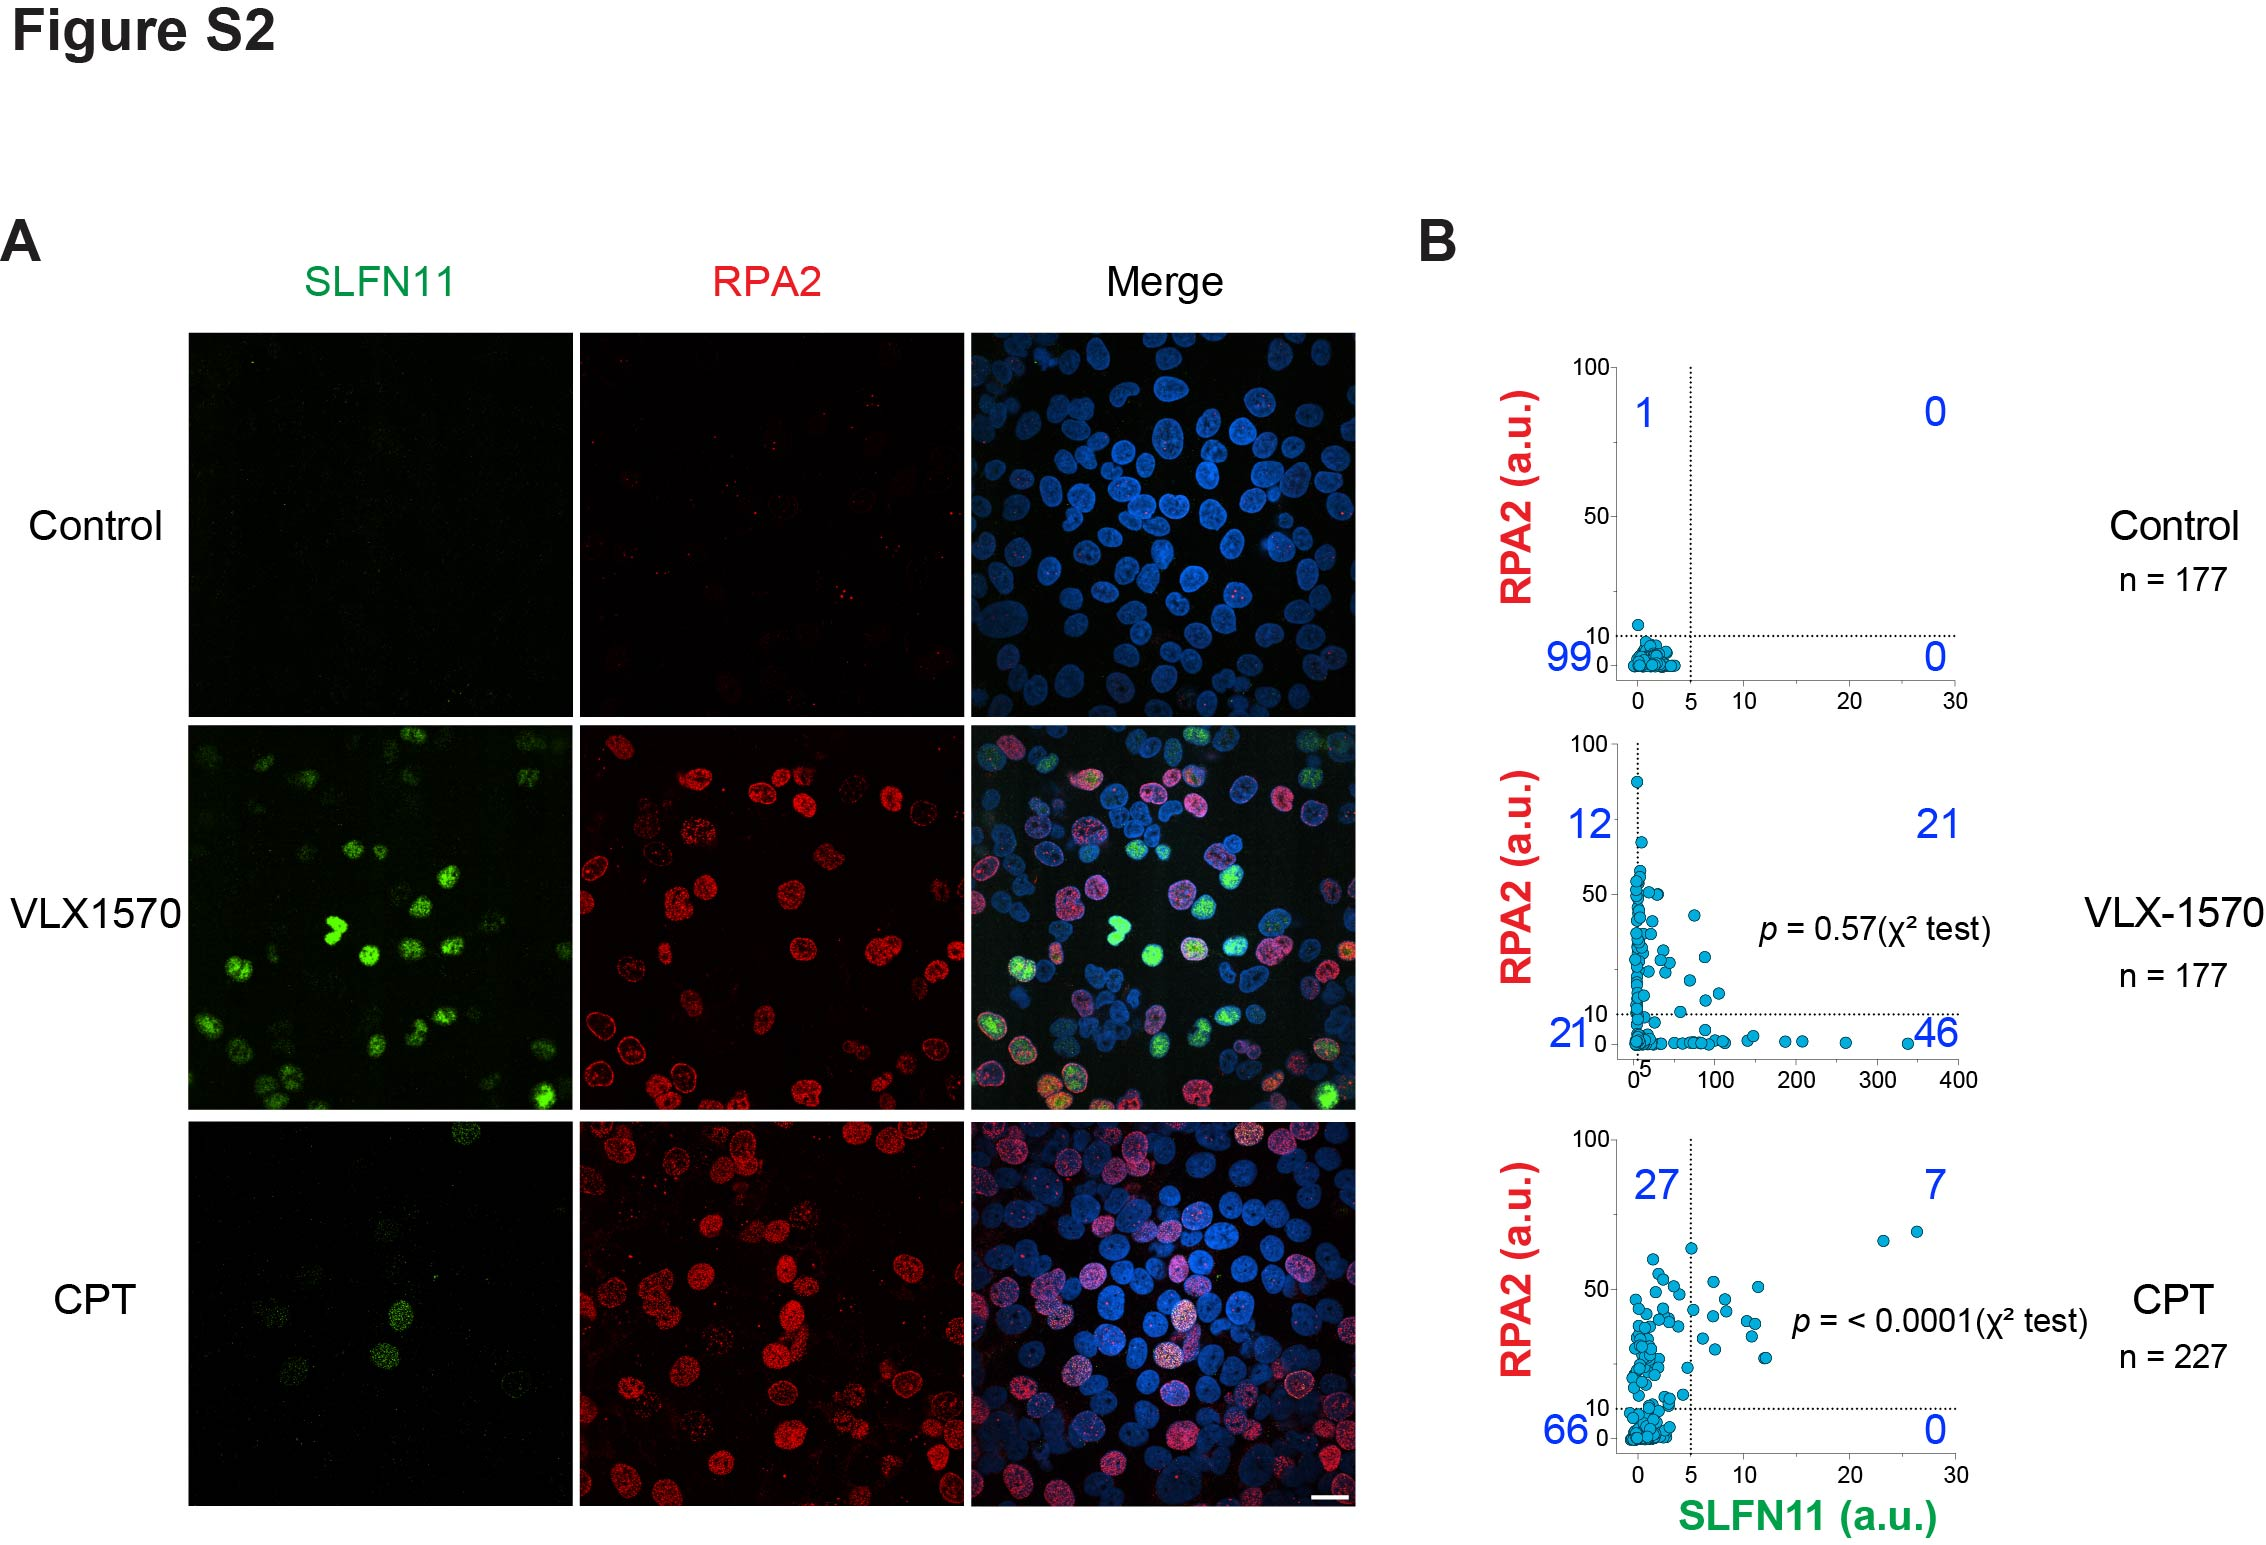 Figure S2
A
SLFN11 RPA2 Merge
Control
VLX1570
CPT
B
RPA2 (a.u.)
100
50
10
0
1 0
99 0
0 5 10 20 30
Control
n = 177
RPA2 (a.u.)
100
50
10
0
12 21
p = 0.57(χ² test)
21 46
0 5 100 200 300 400
VLX-1570
n = 177
RPA2 (a.u.)
100
50
10
0
27 7
p = < 0.0001(χ² test)
66 0
0 5 10 20 30
CPT
n = 227
SLFN11 (a.u.)